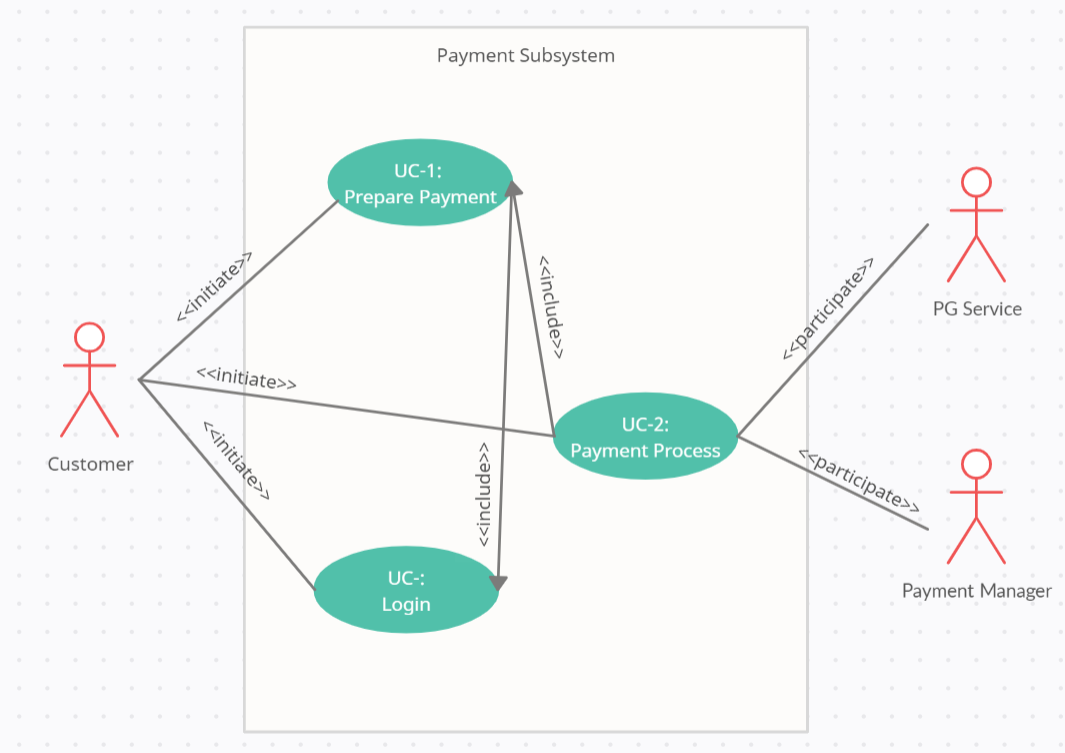 Payment Subsystem
UC-1:
Prepare Payment
<<initiate>>
<<include>>
<<participate>>
PG Service
<<initiate>>
UC-2:
Payment Process
<<initiate>>
Customer
<<include>>
<<participate>>
UC-:
Login
Payment Manager